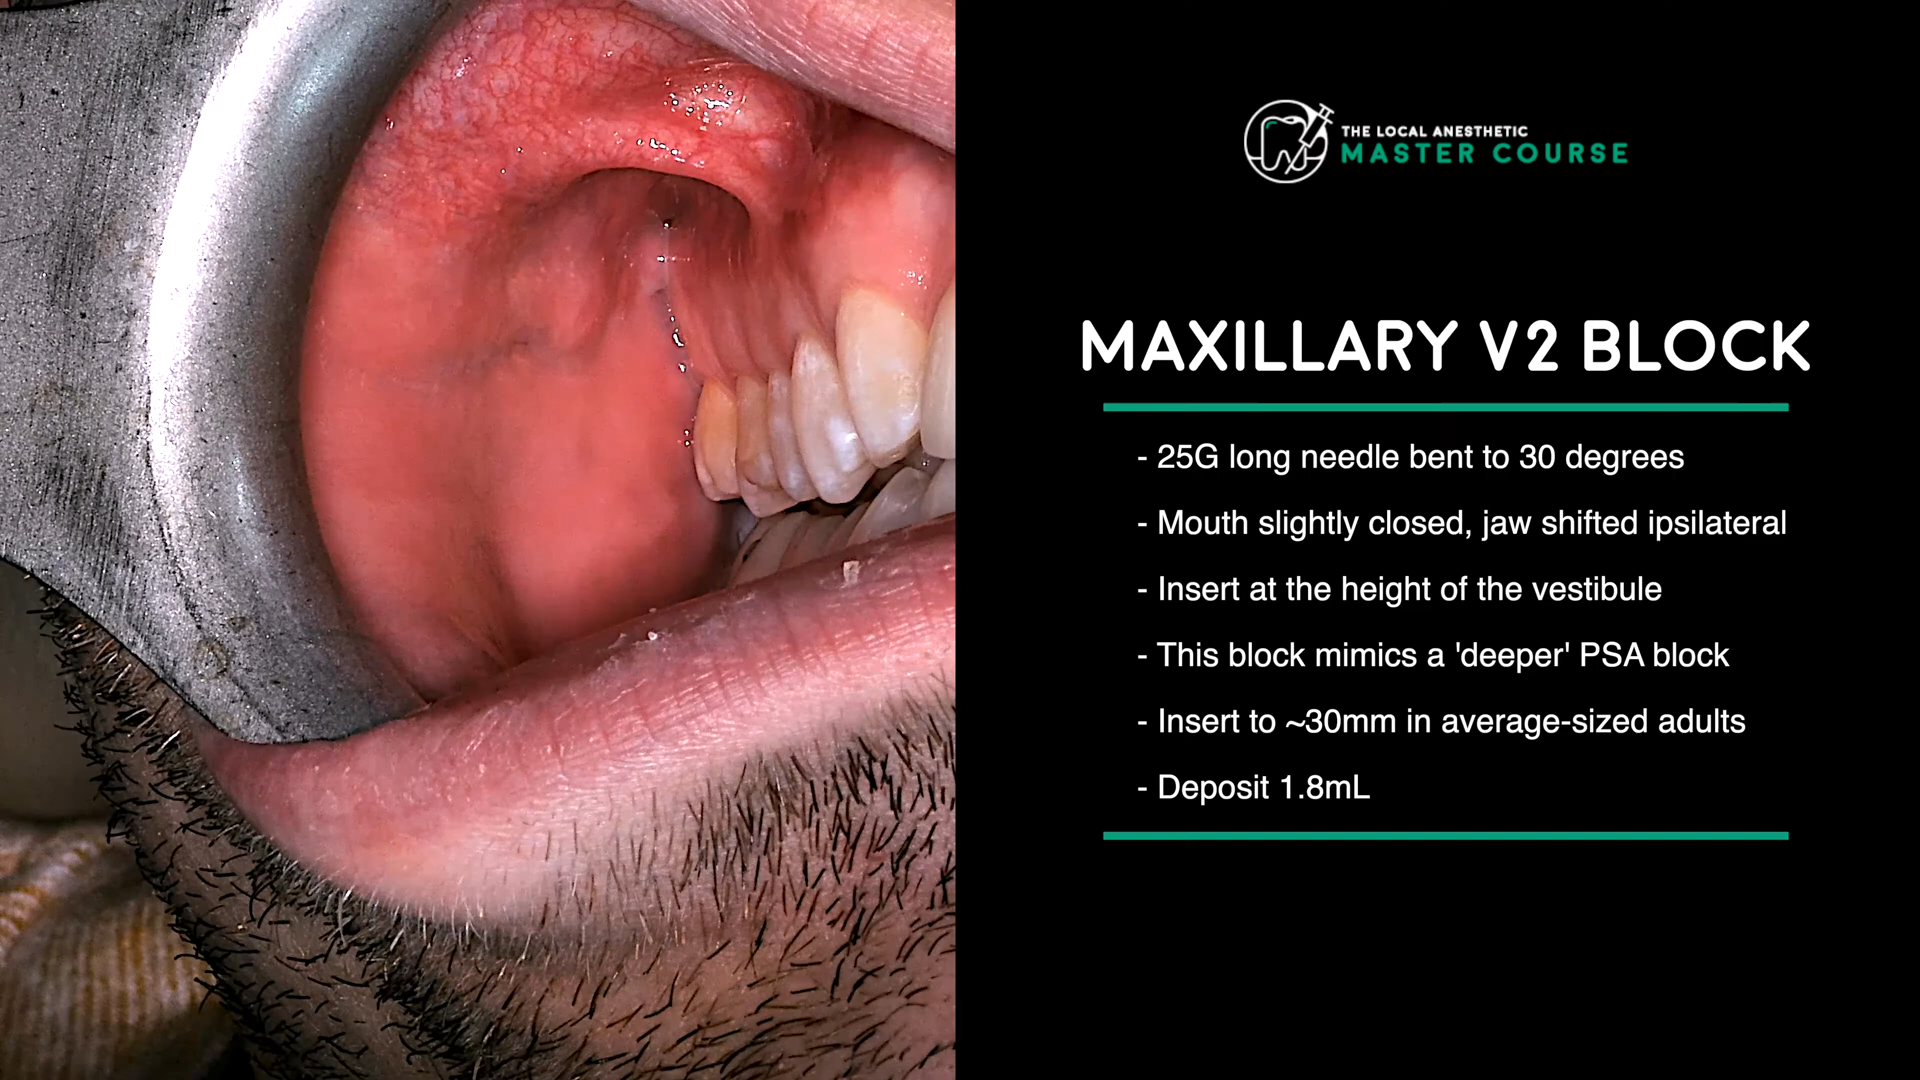 THE LOCAL ANESTHETIC
MASTER COURSE
MAXILLARY V2 BLOCK
- 25G long needle bent to 30 degrees
- Mouth slightly closed, jaw shifted ipsilateral
- Insert at the height of the vestibule
- This block mimics a 'deeper' PSA block
- Insert to ~30mm in average-sized adults
- Deposit 1.8mL